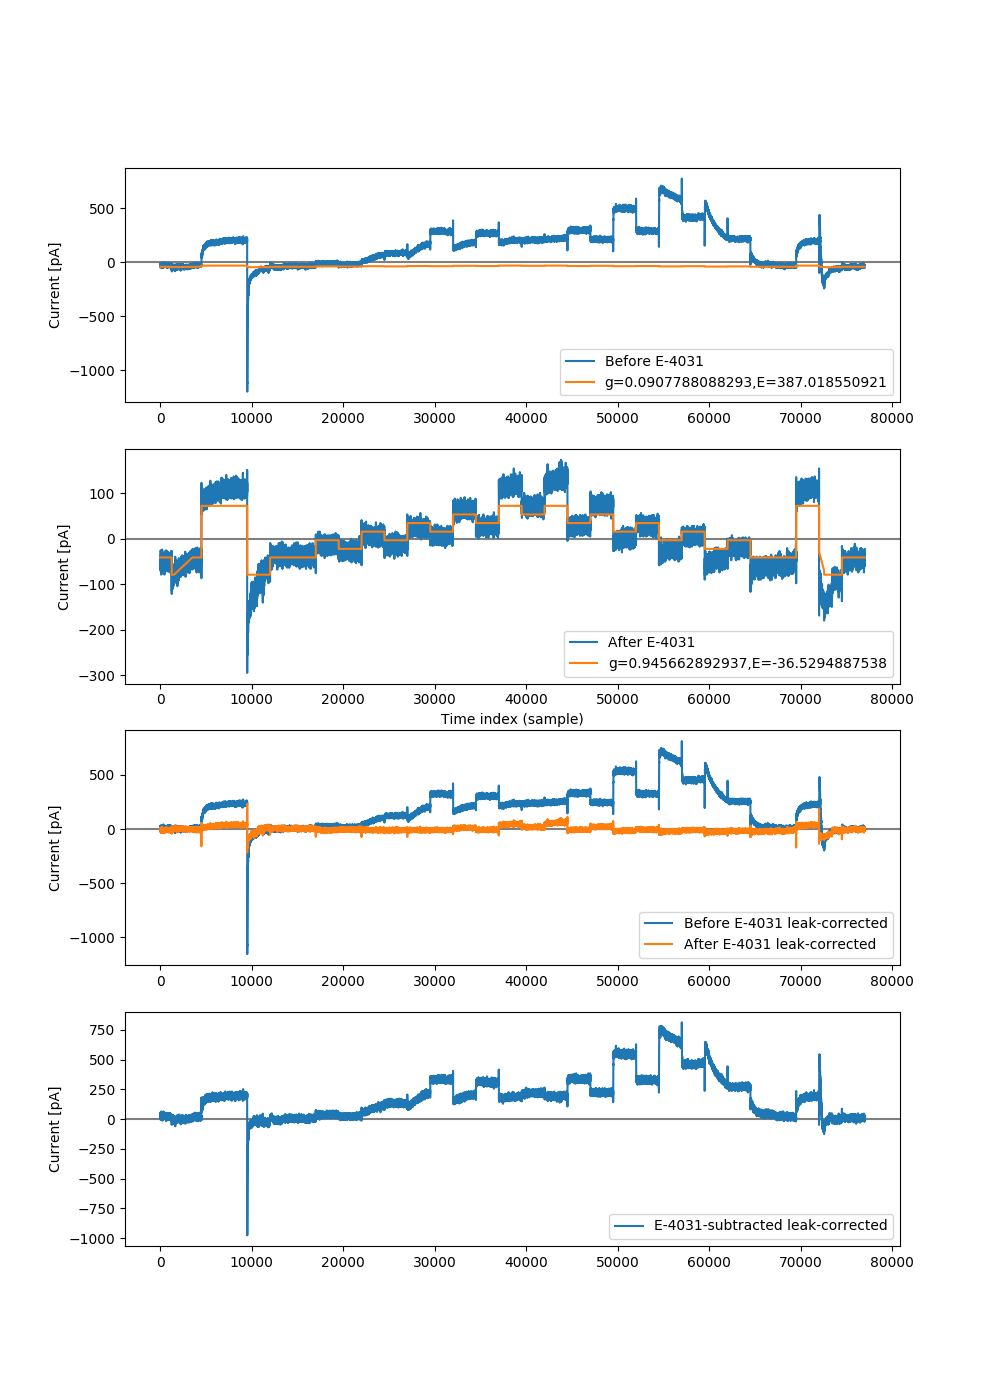 500
0
−500
−1000
Current [pA]
Before E-4031
g=0.0907788088293,E=387.018550921
0 10000 20000 30000 40000 50000 60000 70000 80000
100
0
−100
−200
−300
Current [pA]
After E-4031
g=0.945662892937,E=-36.5294887538
0 10000 20000 30000 40000 50000 60000 70000 80000
Time index (sample)
500
0
−500
−1000
Current [pA]
Before E-4031 leak-corrected
After E-4031 leak-corrected
0 10000 20000 30000 40000 50000 60000 70000 80000
750
500
250
0
−250
−500
−750
−1000
Current [pA]
E-4031-subtracted leak-corrected
0 10000 20000 30000 40000 50000 60000 70000 80000